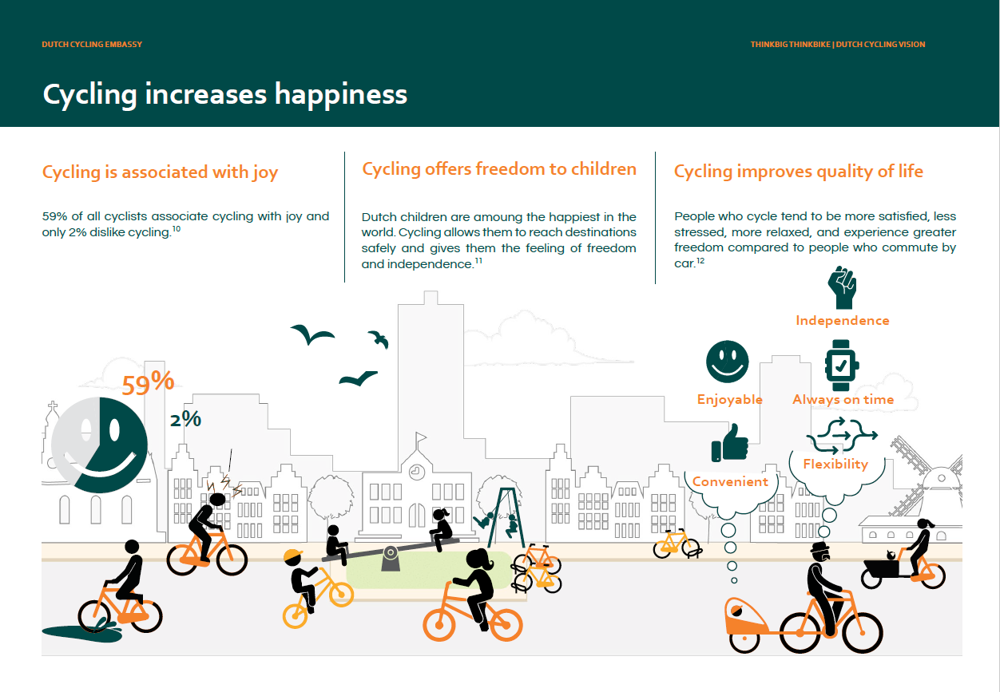 DUTCH CYCLING EMBASSY
THINKBIGTHINKBIKE | DUTCH CYCLING VISION
Cycling increases happiness
Cycling is associated with joy
59% of all cyclists associate cycling with joy and
only 2% dislike cycling.10
Cycling offers freedom to children
Dutch children are amoung the happiest in the
world. Cycling allows them to reach destinations
safely and gives them the feeling of freedom
and independence.11
Cycling improves quality of life
People who cycle tend to be more satisfied, less
stressed, more relaxed, and experience greater
freedom compared to people who commute by
car.12
59%
2%
Independence
Enjoyable
Always on time
Flexibility
Convenient